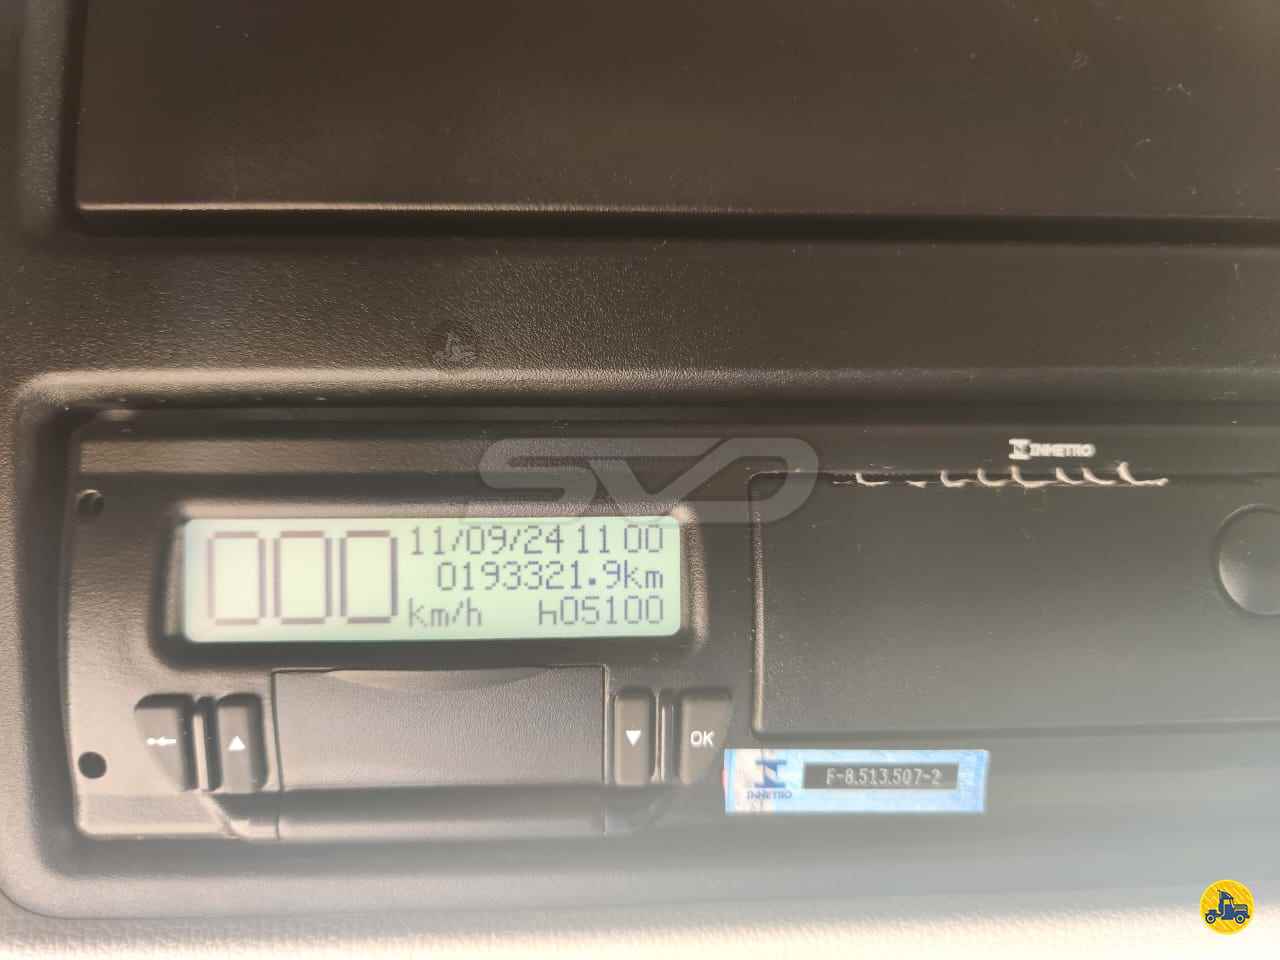 SVD
INMETRO
000
11/09/24 11 00
0193321.9km
km/h h05100
OK
INMETRO
F-8.513.507-2